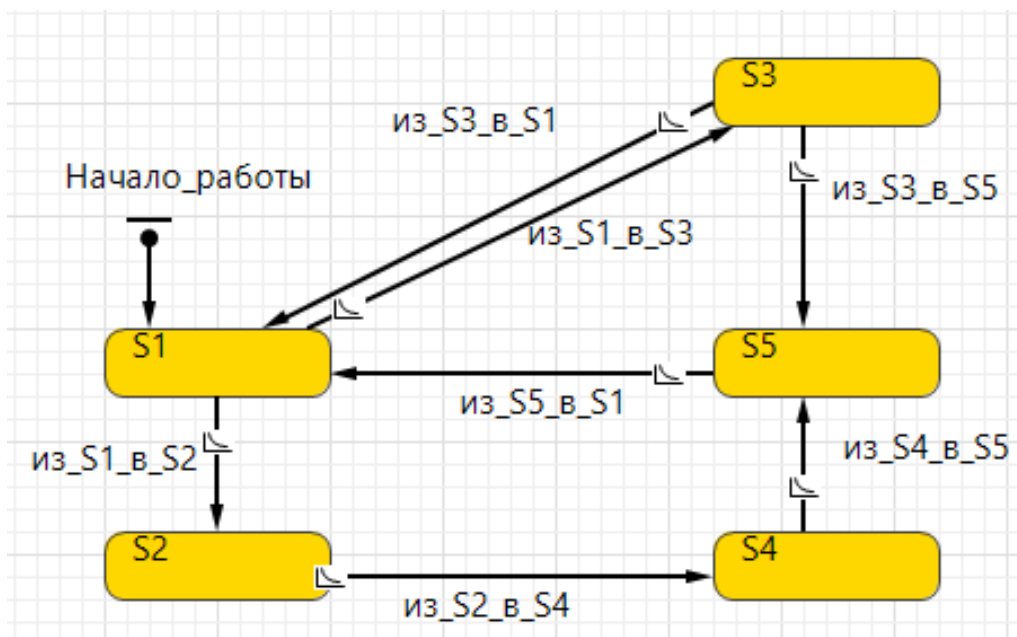 S3
из_S3_в_S1
Начало_работы
из_S3_в_S5
из_S1_в_S3
S1
S5
из_S5_в_S1
из_S1_в_S2
из_S4_в_S5
S2
S4
из_S2_в_S4